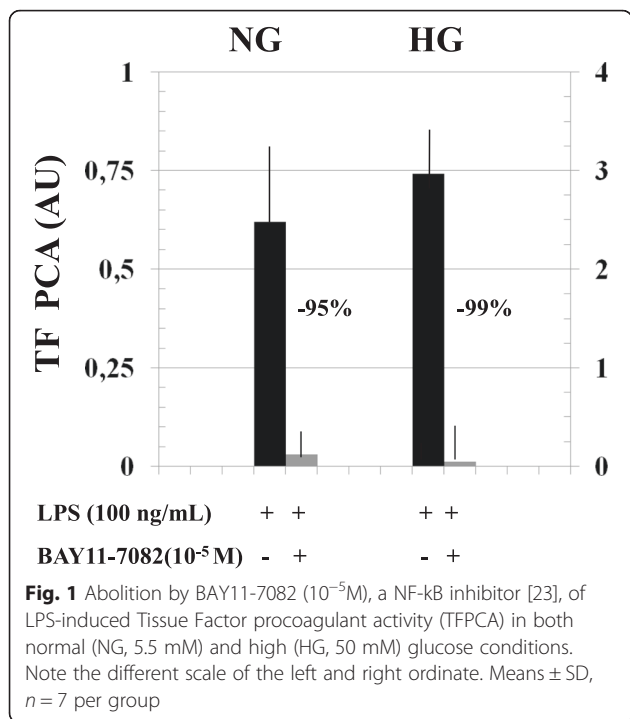 NG HG
1 4
0,75 3
0,5 2
-95% -99%
0,25 1
0 0
TF PCA (AU)
LPS (100 ng/mL) + + + +
BAY11-7082(10⁻⁵ M) - + - +
Fig. 1 Abolition by BAY11-7082 (10⁻⁵M), a NF-kB inhibitor [23], of
LPS-induced Tissue Factor procoagulant activity (TFPCA) in both
normal (NG, 5.5 mM) and high (HG, 50 mM) glucose conditions.
Note the different scale of the left and right ordinate. Means ± SD,
n = 7 per group